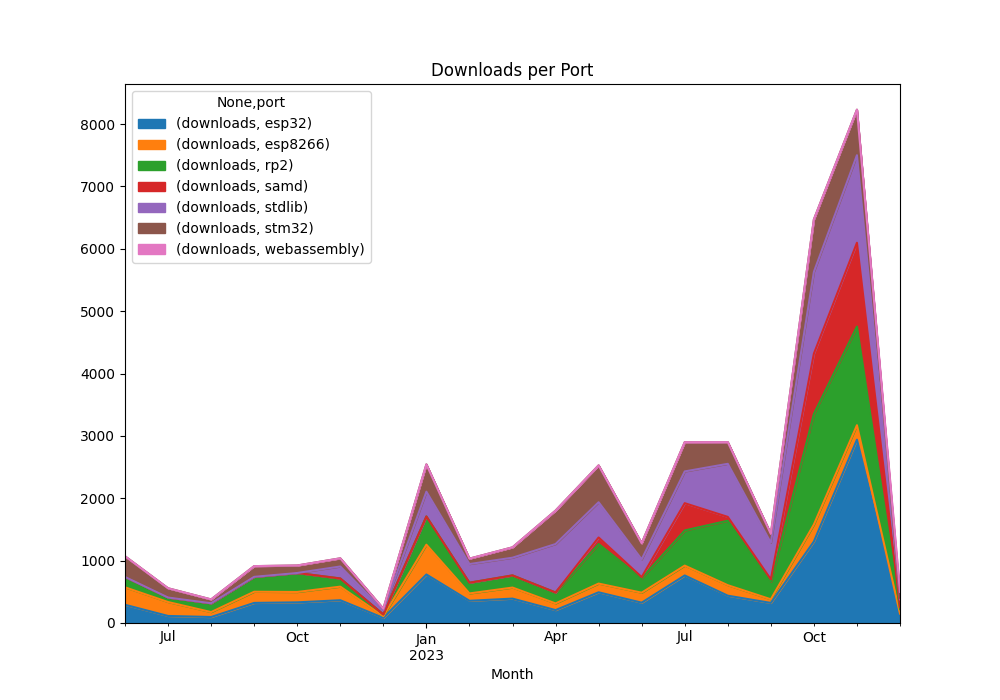 Downloads per Port
None,port
(downloads, esp32)
(downloads, esp8266)
(downloads, rp2)
(downloads, samd)
(downloads, stdlib)
(downloads, stm32)
(downloads, webassembly)
8000
7000
6000
5000
4000
3000
2000
1000
0
Jul
Oct
Jan
2023
Apr
Jul
Oct
Month